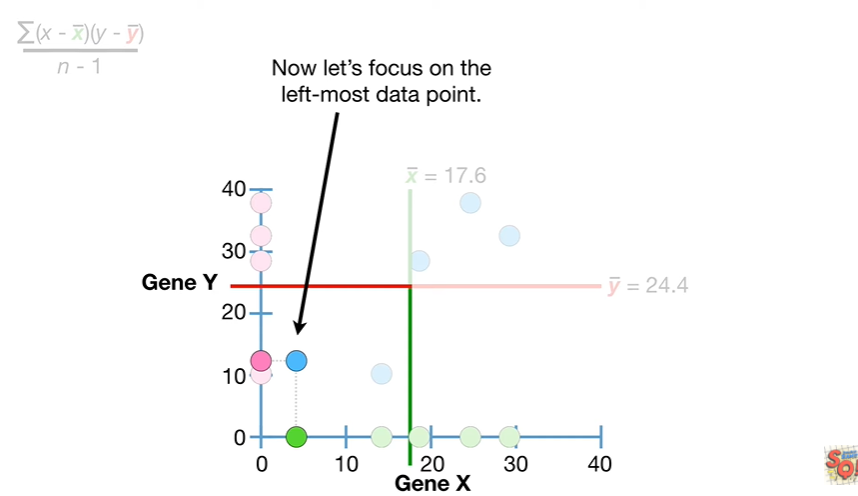 Σ(x - x̅)(y - y̅)
n - 1
Now let's focus on the
left-most data point.
x̅ = 17.6
40
30
Gene Y
y̅ = 24.4
20
10
0
0 10 20 30 40
Gene X